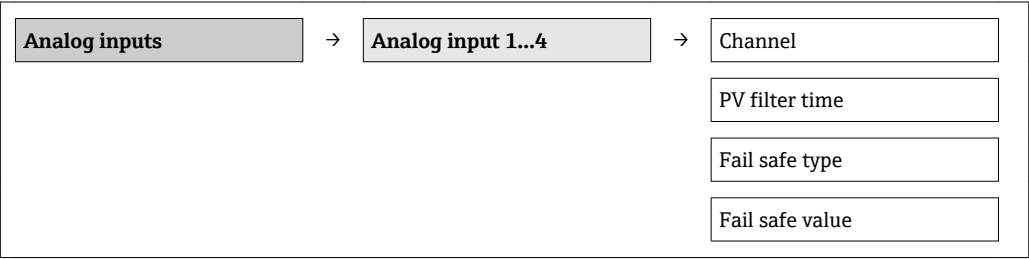 Analog inputs → Analog input 1...4 → Channel
PV filter time
Fail safe type
Fail safe value